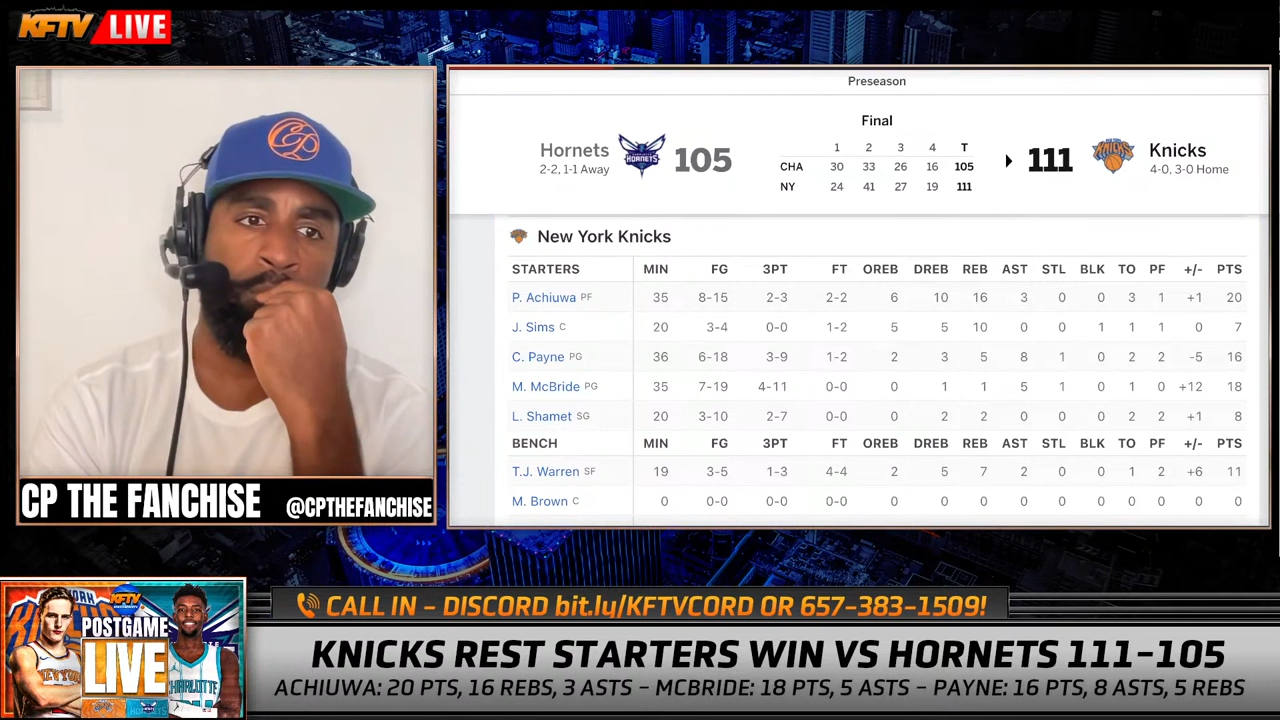 KFTV LIVE
CP
Preseason
Final
Hornets
2-2, 1-1 Away
HORNETS
105
1 2 3 4 T
CHA 30 33 26 16 105
NY 24 41 27 19 111
111
KNICKS
Knicks
4-0, 3-0 Home
New York Knicks
STARTERS MIN FG 3PT FT OREB DREB REB AST STL BLK TO PF +/- PTS
P. Achiuwa PF 35 8-15 2-3 2-2 6 10 16 3 0 0 3 1 +1 20
J. Sims C 20 3-4 0-0 1-2 5 5 10 0 0 1 1 1 0 7
C. Payne PG 36 6-18 3-9 1-2 2 3 5 8 1 0 2 2 -5 16
M. McBride PG 35 7-19 4-11 0-0 0 1 1 5 1 0 1 0 +12 18
L. Shamet SG 20 3-10 2-7 0-0 0 2 2 0 0 0 2 2 +1 8
BENCH MIN FG 3PT FT OREB DREB REB AST STL BLK TO PF +/- PTS
T.J. Warren SF 19 3-5 1-3 4-4 2 5 7 2 0 0 1 2 +6 11
M. Brown C 0 0-0 0-0 0-0 0 0 0 0 0 0 0 0 0 0
CP THE FANCHISE @CPTHEFANCHISE
KFTV
POSTGAME
LIVE
CALL IN - DISCORD bit.ly/KFTVCORD OR 657-383-1509!
KNICKS REST STARTERS WIN VS HORNETS 111-105
ACHIUWA: 20 PTS, 16 REBS, 3 ASTS - MCBRIDE: 18 PTS, 5 ASTS - PAYNE: 16 PTS, 8 ASTS, 5 REBS